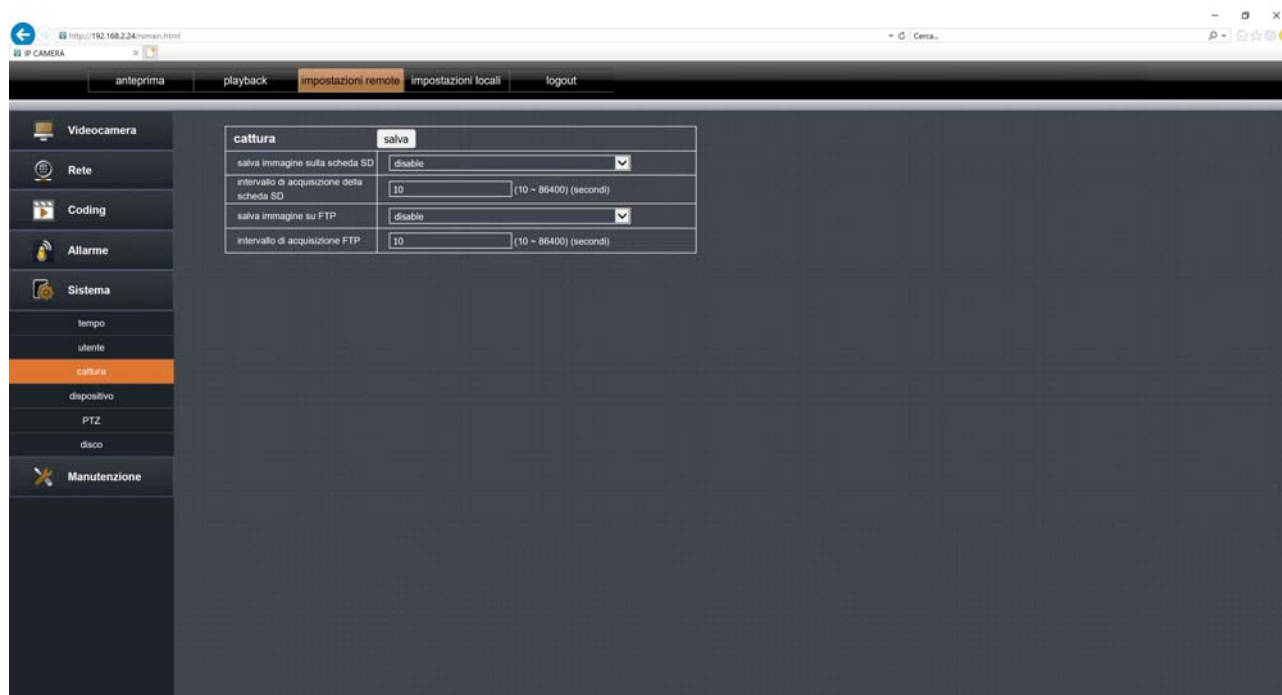 http://192.168.2.24/rsmain.html
Cerca...
IP CAMERA
anteprima
playback
impostazioni remote
impostazioni locali
logout
Videocamera
Rete
Coding
Allarme
Sistema
tempo
utente
cattura
dispositivo
PTZ
disco
Manutenzione
cattura salva
salva immagine sulla scheda SD disable
intervallo di acquisizione della
scheda SD 10 (10 ~ 86400) (secondi)
salva immagine su FTP disable
intervallo di acquisizione FTP 10 (10 ~ 86400) (secondi)